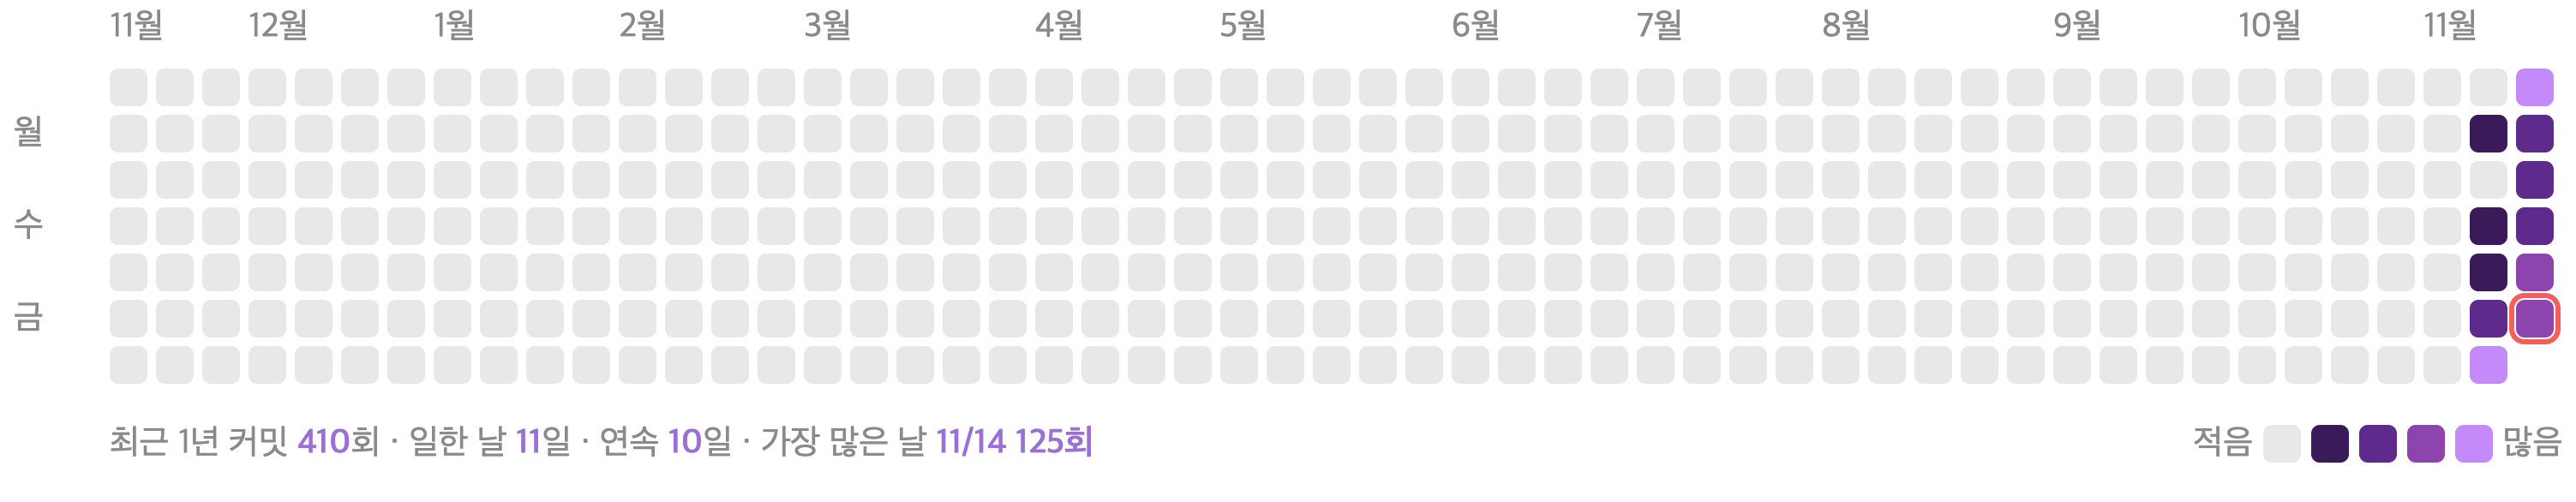 11월 12월 1월 2월 3월 4월 5월 6월 7월 8월 9월 10월 11월
월
수
금
최근 1년 커밋 410회 · 일한 날 11일 · 연속 10일 · 가장 많은 날 11/14 125회
적음 많음